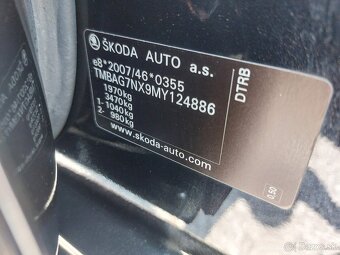 ŠKODA AUTO a.s.
e8*2007/46*0355
TMBAG7NX9MY124886
1970kg
3470kg
1- 1040kg
2- 980kg
www.skoda-auto.com
DTRB
0,50